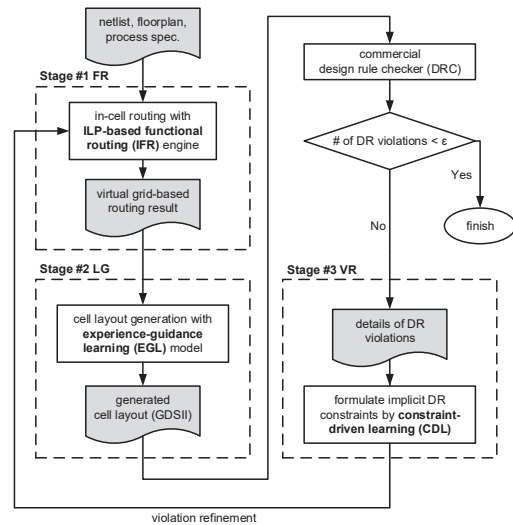 netlist, floorplan,
process spec.
Stage #1 FR
in-cell routing with
ILP-based functional
routing (IFR) engine
virtual grid-based
routing result
Stage #2 LG
cell layout generation with
experience-guidance
learning (EGL) model
generated
cell layout (GDSII)
commercial
design rule checker (DRC)
# of DR violations < ε
Yes
No
finish
Stage #3 VR
details of DR
violations
formulate implicit DR
constraints by constraint-
driven learning (CDL)
violation refinement